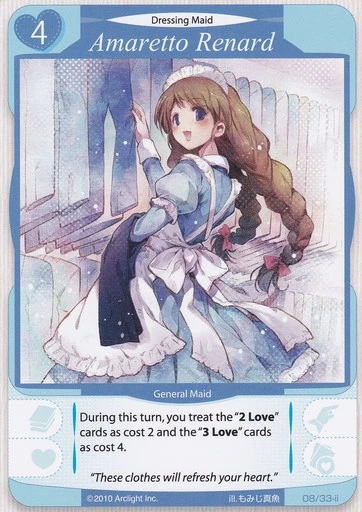 4
Dressing Maid
Amaretto Renard
General Maid
During this turn, you treat the "2 Love"
cards as cost 2 and the "3 Love" cards
as cost 4.
"These clothes will refresh your heart."
©2010 Arclight Inc.
ill. もみじ真魚
08/33-ii